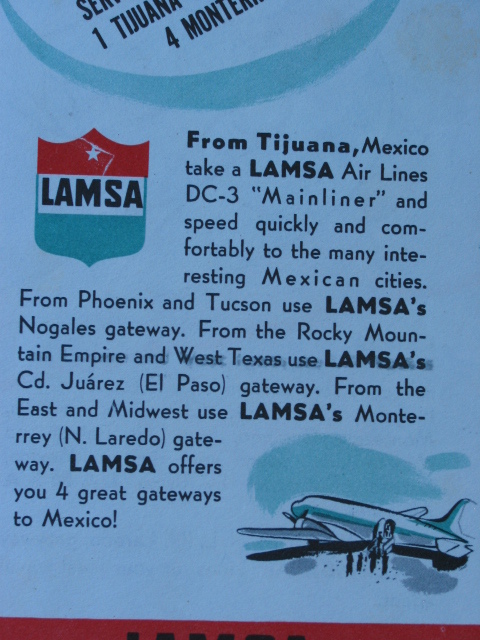 1 TIJUANA
4 MONTER
LAMSA
From Tijuana, Mexico
take a LAMSA Air Lines
DC-3 "Mainliner" and
speed quickly and com-
fortably to the many inte-
resting Mexican cities.
From Phoenix and Tucson use LAMSA's
Nogales gateway. From the Rocky Moun-
tain Empire and West Texas use LAMSA's
Cd. Juárez (El Paso) gateway. From the
East and Midwest use LAMSA's Monte-
rrey (N. Laredo) gate-
way. LAMSA offers
you 4 great gateways
to Mexico!
LAMSA